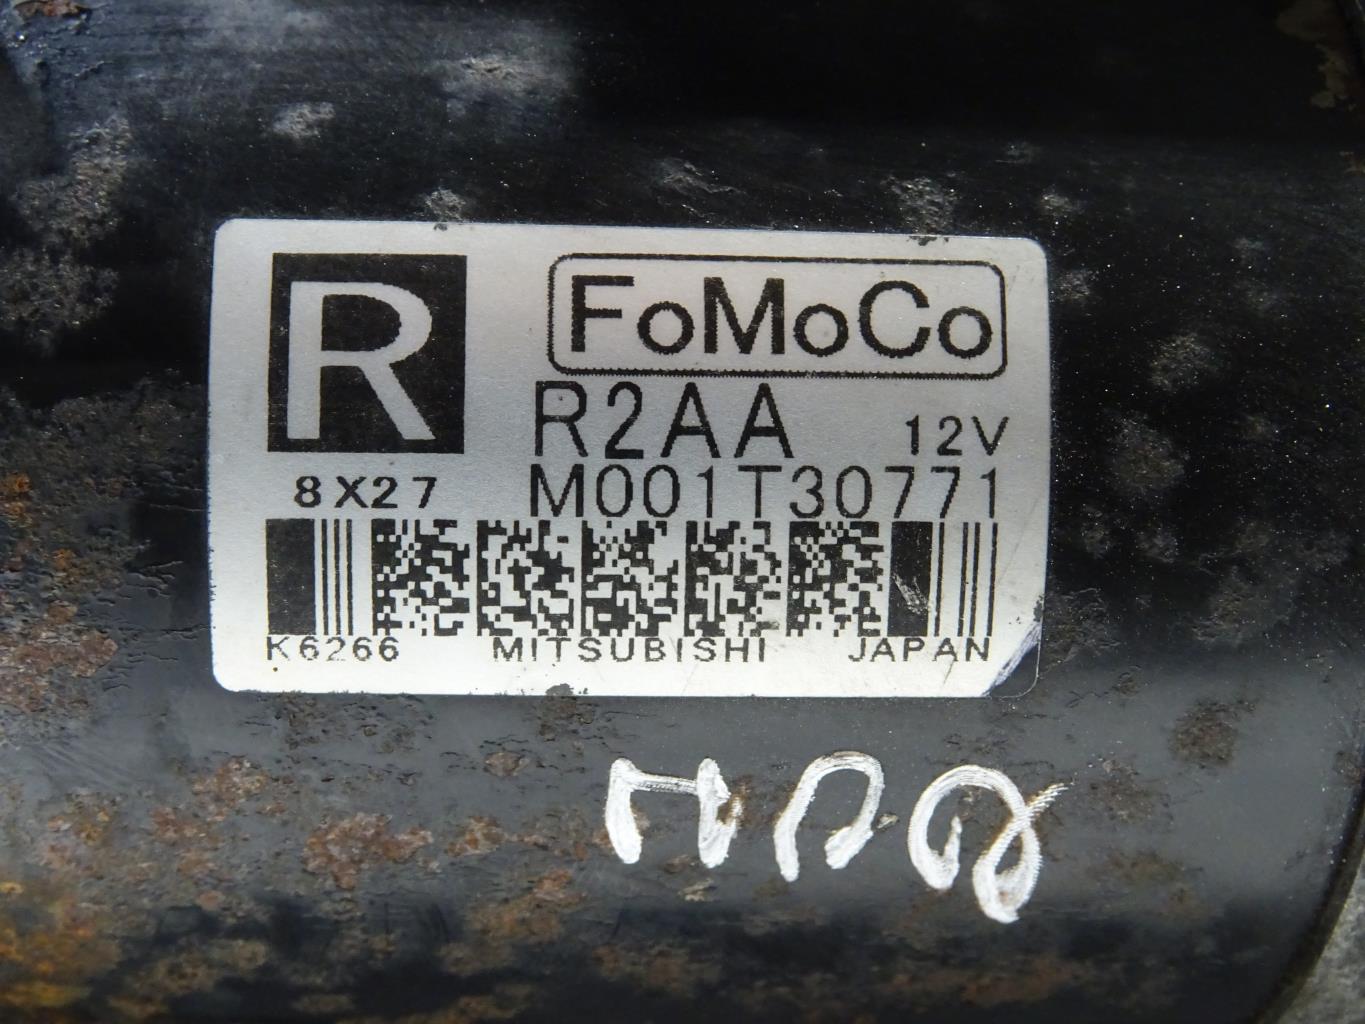 R
FoMoCo
R2AA 12V
8X27 M001T30771
K6266 MITSUBISHI JAPAN